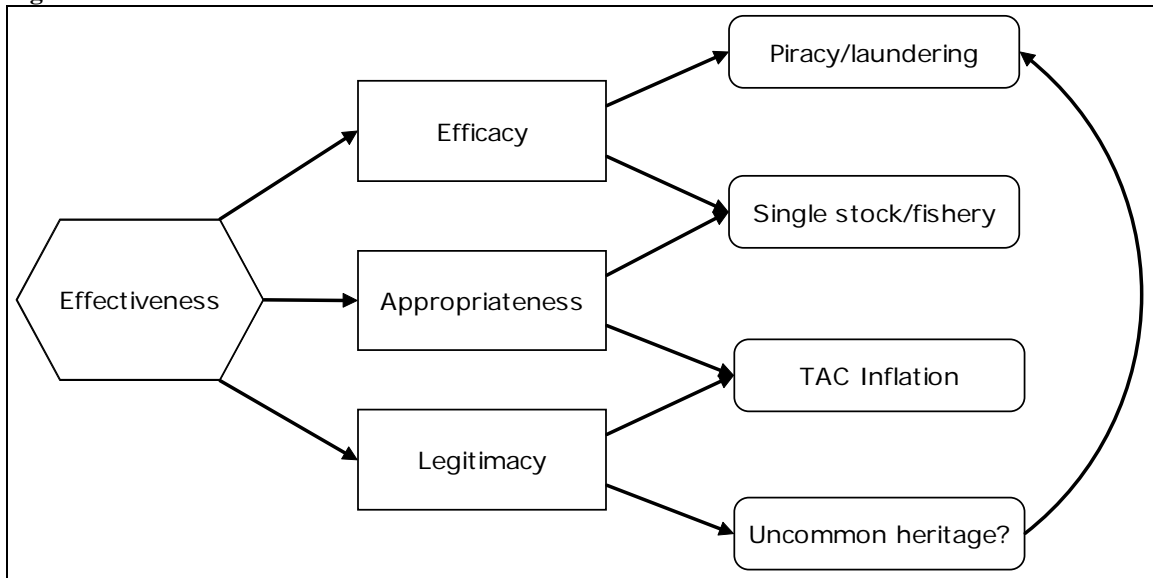 Piracy/laundering
Efficacy
Single stock/fishery
Effectiveness
Appropriateness
TAC Inflation
Legitimacy
Uncommon heritage?